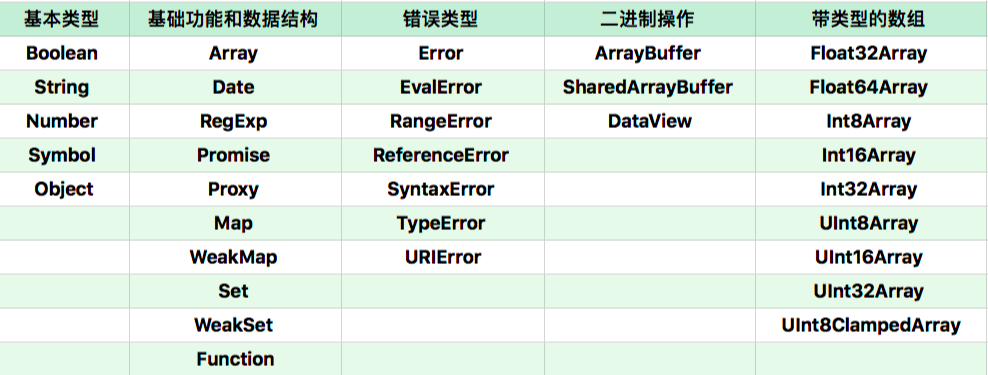 基本类型 基础功能和数据结构 错误类型 二进制操作 带类型的数组
Boolean Array Error ArrayBuffer Float32Array
String Date EvalError SharedArrayBuffer Float64Array
Number RegExp RangeError DataView Int8Array
Symbol Promise ReferenceError Int16Array
Object Proxy SyntaxError Int32Array
Map TypeError UInt8Array
WeakMap URIError UInt16Array
Set UInt32Array
WeakSet UInt8ClampedArray
Function